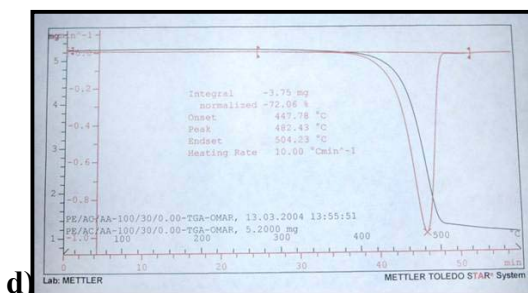 mg min^-1
0.0
5
-0.2
Integral -3.75 mg
normalized -72.06 %
4
Onset 447.78 °C
-0.4
Peak 482.43 °C
Endset 504.23 °C
3
Heating Rate 10.00 °Cmin^-1
-0.6
2
-0.8
PE/AO/AA-100/30/0.00-TGA-OMAR, 13.03.2004 13:55:51
PE/AC/AA-100/30/0.00-TGA-OMAR, 5.2000 mg
1
-1.0 100 200 300 400 500 °C
0 10 20 30 40 50 min
d) Lab: METTLER METTLER TOLEDO STARe System